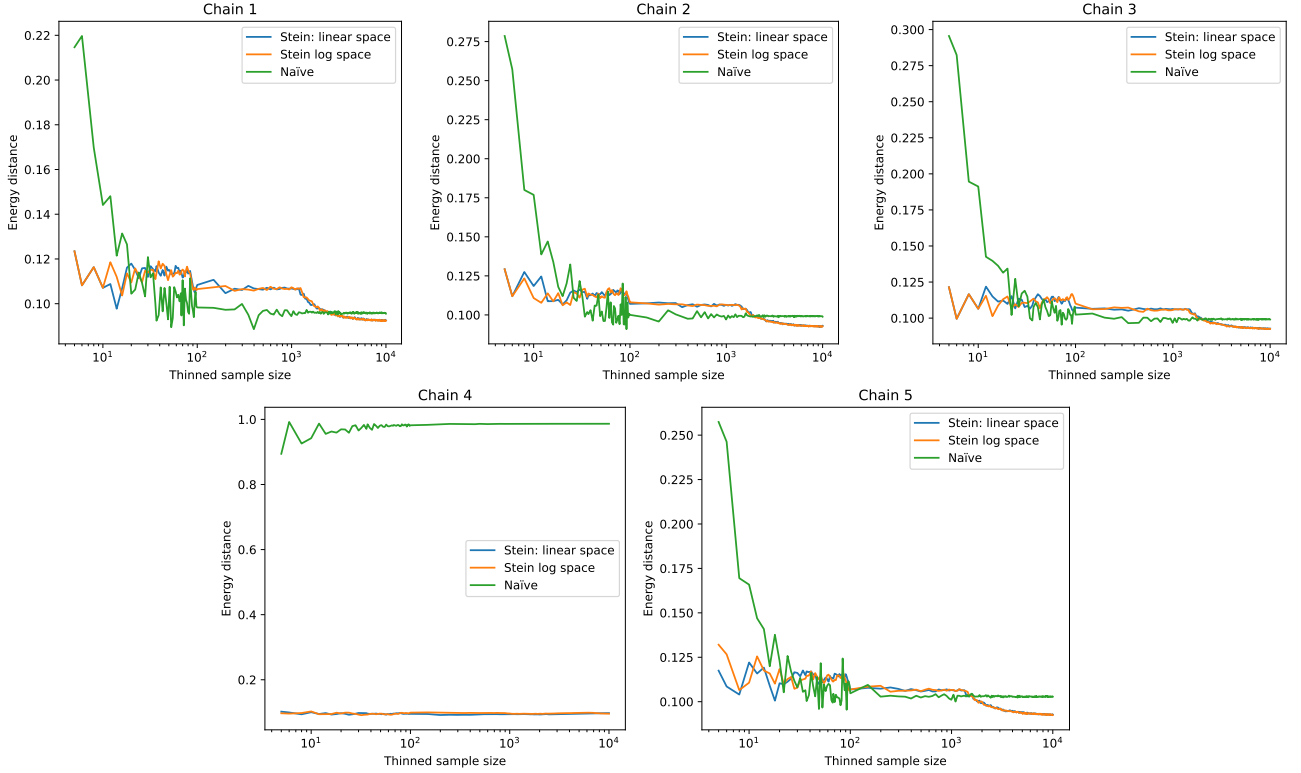 Chain 1
0.22
0.20
0.18
0.16
0.14
0.12
0.10
Energy distance
Stein: linear space
Stein log space
Naïve
10¹
10²
10³
10⁴
Thinned sample size
Chain 2
0.275
0.250
0.225
0.200
0.175
0.150
0.125
0.100
Energy distance
Stein: linear space
Stein log space
Naïve
10¹
10²
10³
10⁴
Thinned sample size
Chain 3
0.300
0.275
0.250
0.225
0.200
0.175
0.150
0.125
0.100
Energy distance
Stein: linear space
Stein log space
Naïve
10¹
10²
10³
10⁴
Thinned sample size
Chain 4
1.0
0.8
0.6
0.4
0.2
Energy distance
Stein: linear space
Stein log space
Naïve
10¹
10²
10³
10⁴
Thinned sample size
Chain 5
0.250
0.225
0.200
0.175
0.150
0.125
0.100
Energy distance
Stein: linear space
Stein log space
Naïve
10¹
10²
10³
10⁴
Thinned sample size